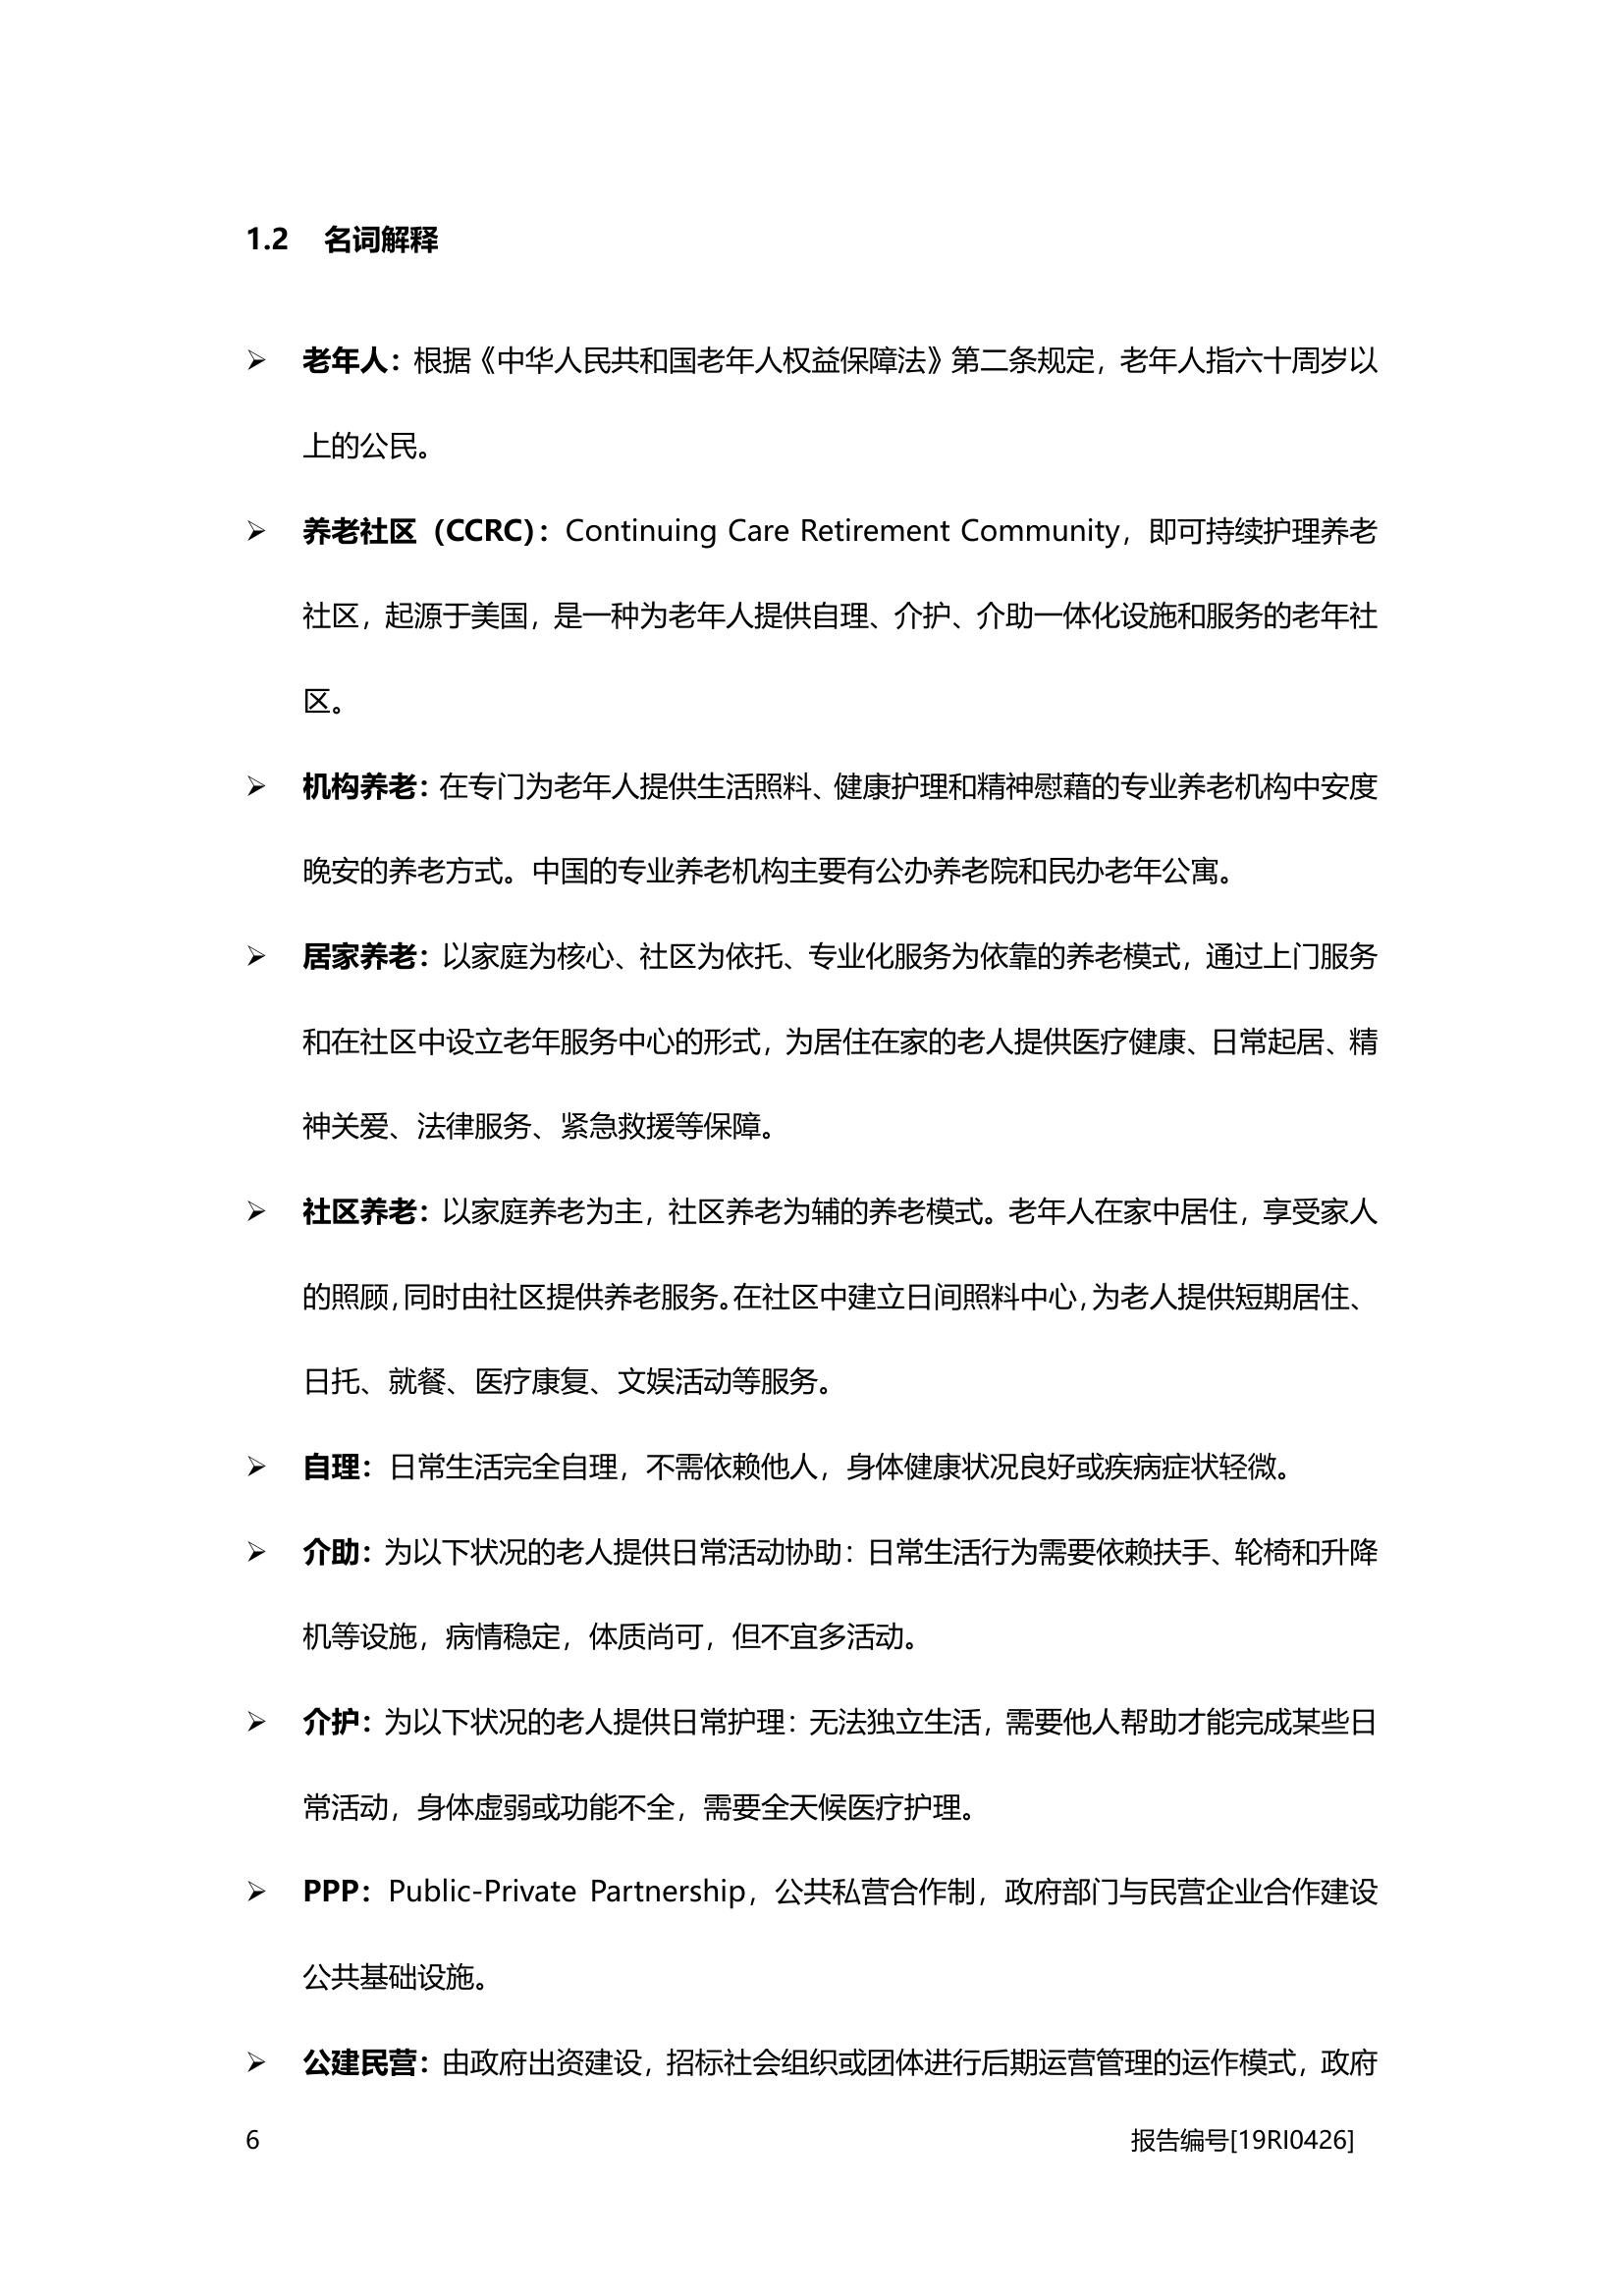 1.2 名词解释
➢ 老年人：根据《中华人民共和国老年人权益保障法》第二条规定，老年人指六十周岁以
上的公民。
➢ 养老社区（CCRC）：Continuing Care Retirement Community，即可持续护理养老
社区，起源于美国，是一种为老年人提供自理、介护、介助一体化设施和服务的老年社
区。
➢ 机构养老：在专门为老年人提供生活照料、健康护理和精神慰藉的专业养老机构中安度
晚安的养老方式。中国的专业养老机构主要有公办养老院和民办老年公寓。
➢ 居家养老：以家庭为核心、社区为依托、专业化服务为依靠的养老模式，通过上门服务
和在社区中设立老年服务中心的形式，为居住在家的老人提供医疗健康、日常起居、精
神关爱、法律服务、紧急救援等保障。
➢ 社区养老：以家庭养老为主，社区养老为辅的养老模式。老年人在家中居住，享受家人
的照顾，同时由社区提供养老服务。在社区中建立日间照料中心，为老人提供短期居住、
日托、就餐、医疗康复、文娱活动等服务。
➢ 自理：日常生活完全自理，不需依赖他人，身体健康状况良好或疾病症状轻微。
➢ 介助：为以下状况的老人提供日常活动协助：日常生活行为需要依赖扶手、轮椅和升降
机等设施，病情稳定，体质尚可，但不宜多活动。
➢ 介护：为以下状况的老人提供日常护理：无法独立生活，需要他人帮助才能完成某些日
常活动，身体虚弱或功能不全，需要全天候医疗护理。
➢ PPP：Public-Private Partnership，公共私营合作制，政府部门与民营企业合作建设
公共基础设施。
➢ 公建民营：由政府出资建设，招标社会组织或团体进行后期运营管理的运作模式，政府
6 报告编号[19RI0426]